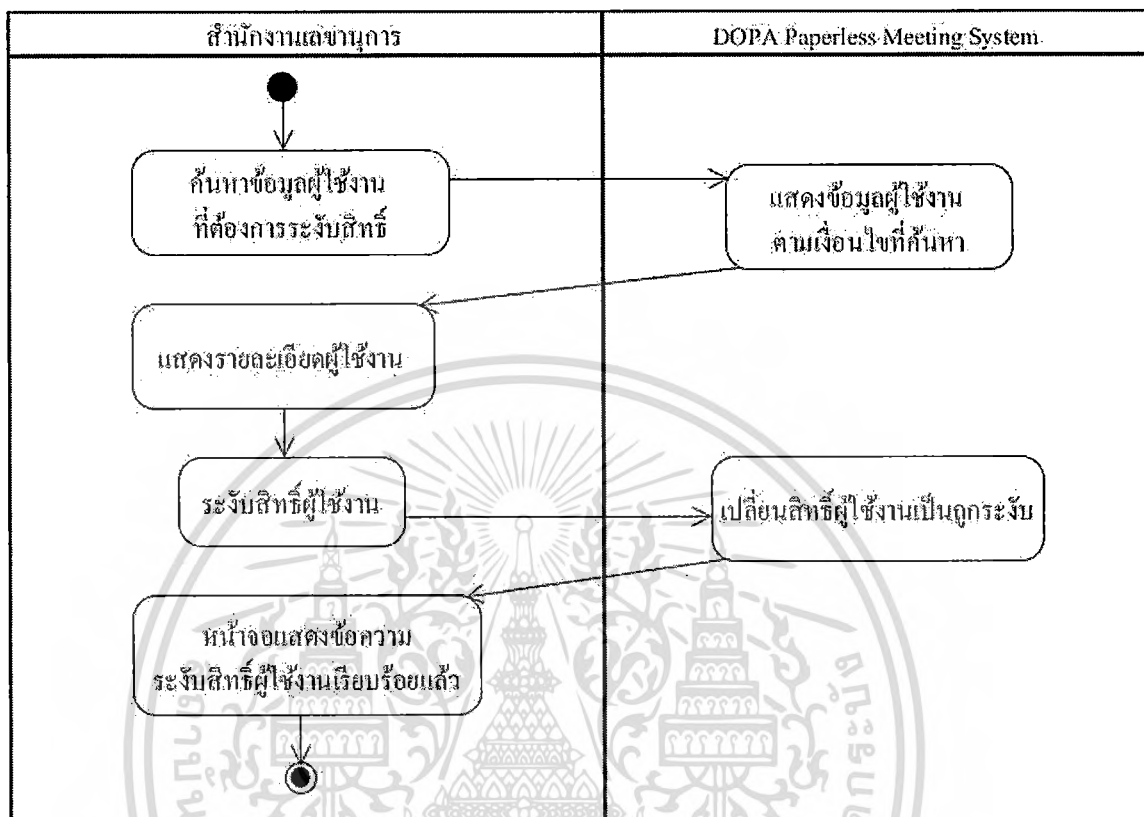 สำนักงานเลขานุการ
DOPA Paperless Meeting System
ค้นหาข้อมูลผู้ใช้งาน
ที่ต้องการระงับสิทธิ์
แสดงข้อมูลผู้ใช้งาน
ตามเงื่อนไขที่ค้นหา
แสดงรายละเอียดผู้ใช้งาน
ระงับสิทธิ์ผู้ใช้งาน
เปลี่ยนสิทธิ์ผู้ใช้งานเป็นถูกระงับ
หน้าจอแสดงข้อความ
ระงับสิทธิ์ผู้ใช้งานเรียบร้อยแล้ว